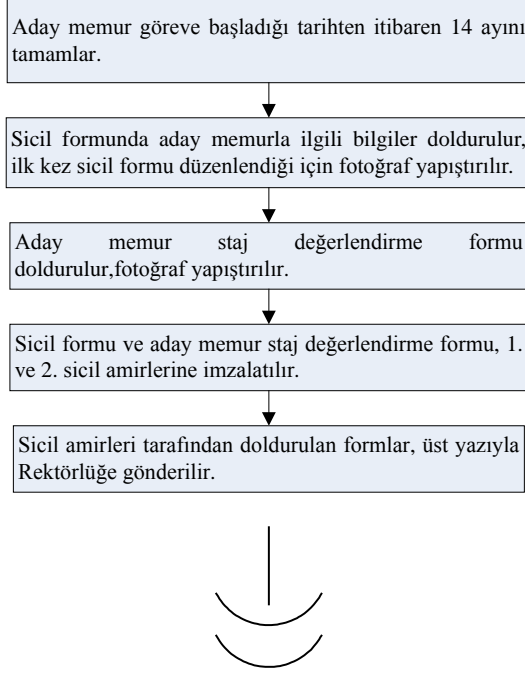 Aday memur göreve başladığı tarihten itibaren 14 ayını
tamamlar.
Sicil formunda aday memurla ilgili bilgiler doldurulur,
ilk kez sicil formu düzenlendiği için fotoğraf yapıştırılır.
Aday memur staj değerlendirme formu
doldurulur,fotoğraf yapıştırılır.
Sicil formu ve aday memur staj değerlendirme formu, 1.
ve 2. sicil amirlerine imzalatılır.
Sicil amirleri tarafından doldurulan formlar, üst yazıyla
Rektörlüğe gönderilir.